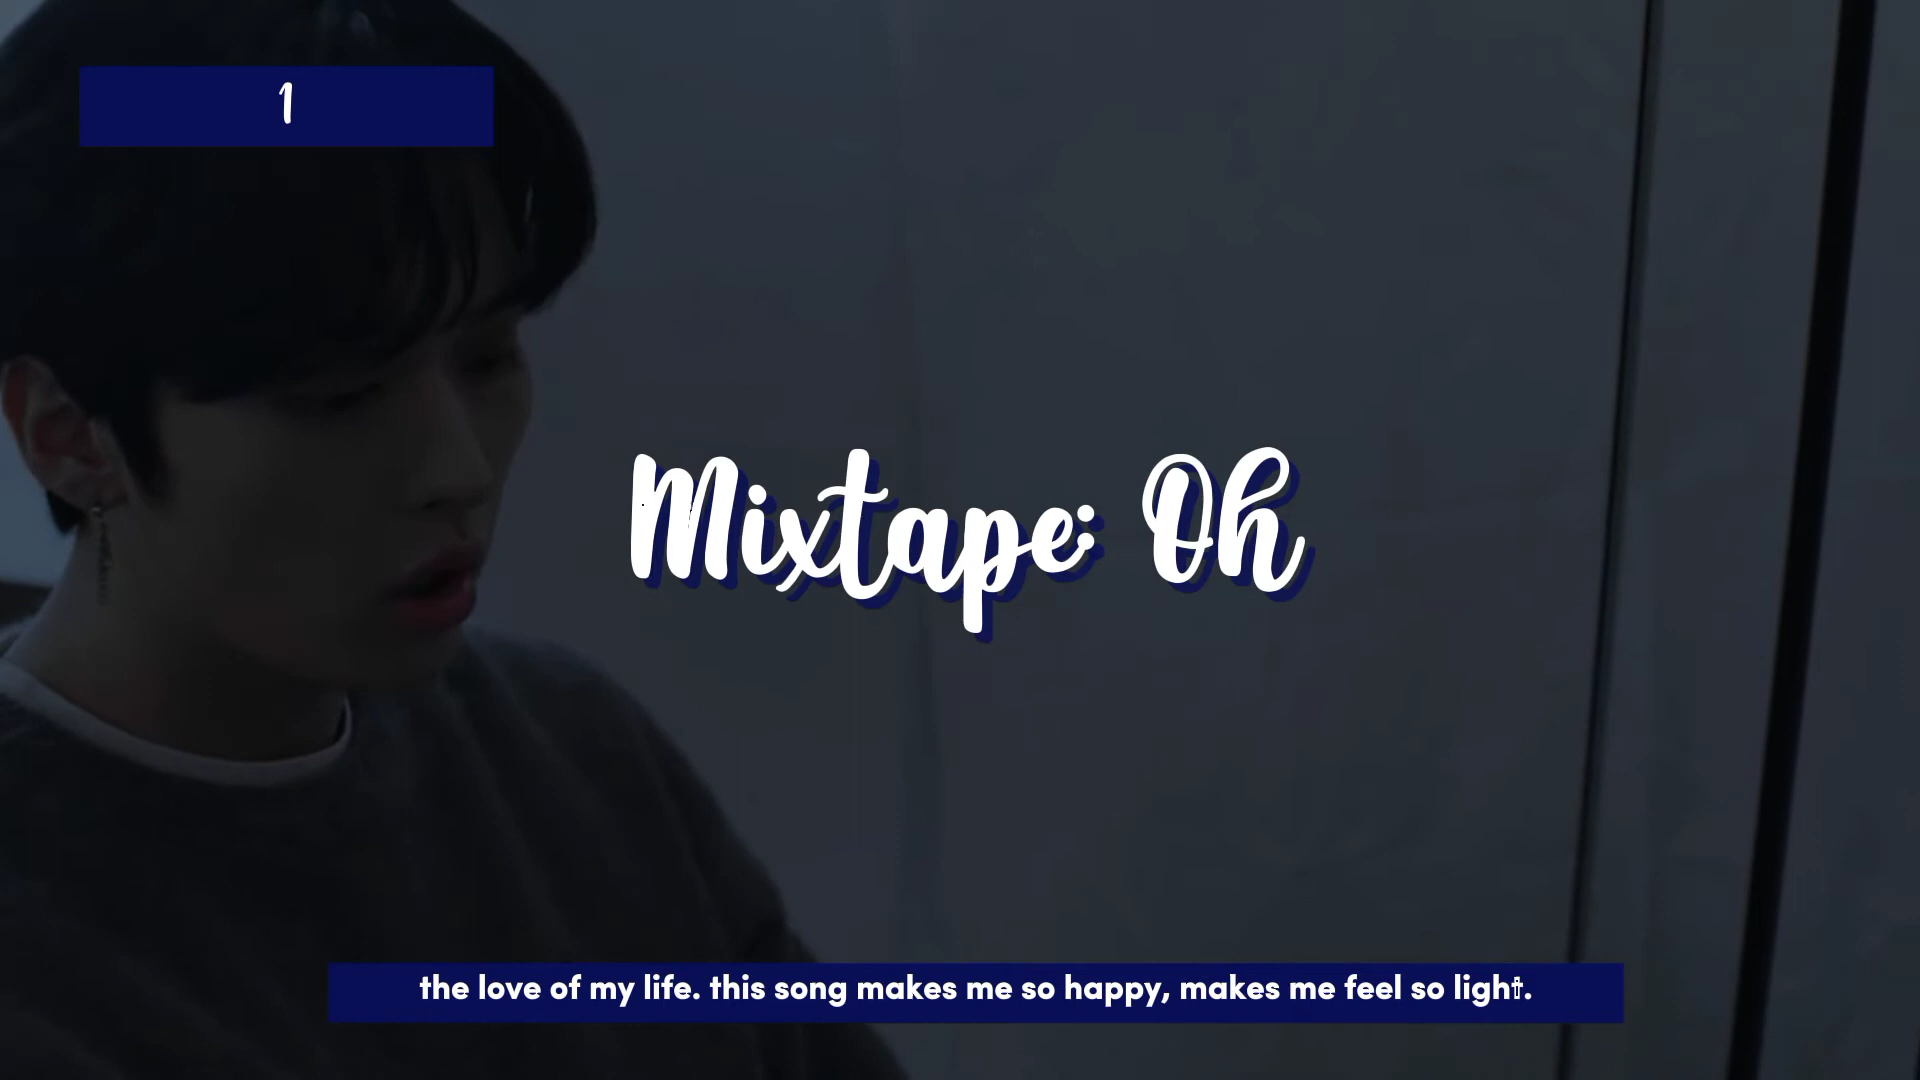 1
Mixtape: Oh
the love of my life. this song makes me so happy, makes me feel so light.